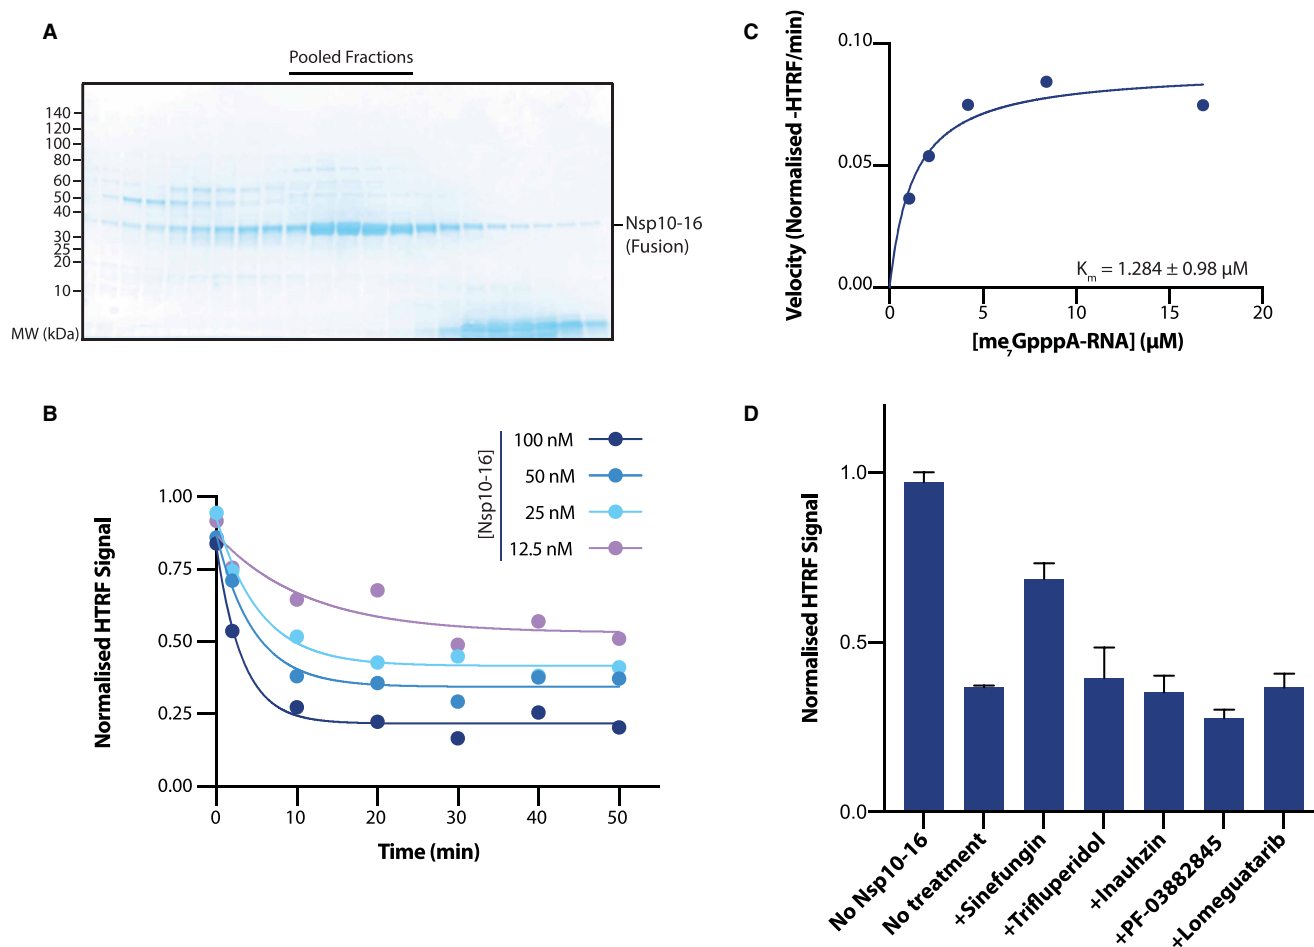 A
Pooled Fractions
140
120
100
80
60
50
40
30
25
20
10
MW (kDa)
Nsp10-16
(Fusion)
B
[Nsp10-16]
100 nM
50 nM
25 nM
12.5 nM
Normalised HTRF Signal
1.00
0.75
0.50
0.25
0.00
0 10 20 30 40 50
Time (min)
C
Velocity (Normalised -HTRF/min)
0.10
0.05
0.00
Km = 1.284 ± 0.98 µM
0 5 10 15 20
[me7GpppA-RNA] (µM)
D
Normalised HTRF Signal
1.0
0.5
0.0
No Nsp10-16
No treatment
+Sinefungin
+Trifluperidol
+Inauhzin
+PF-03882845
+Lomeguatarib